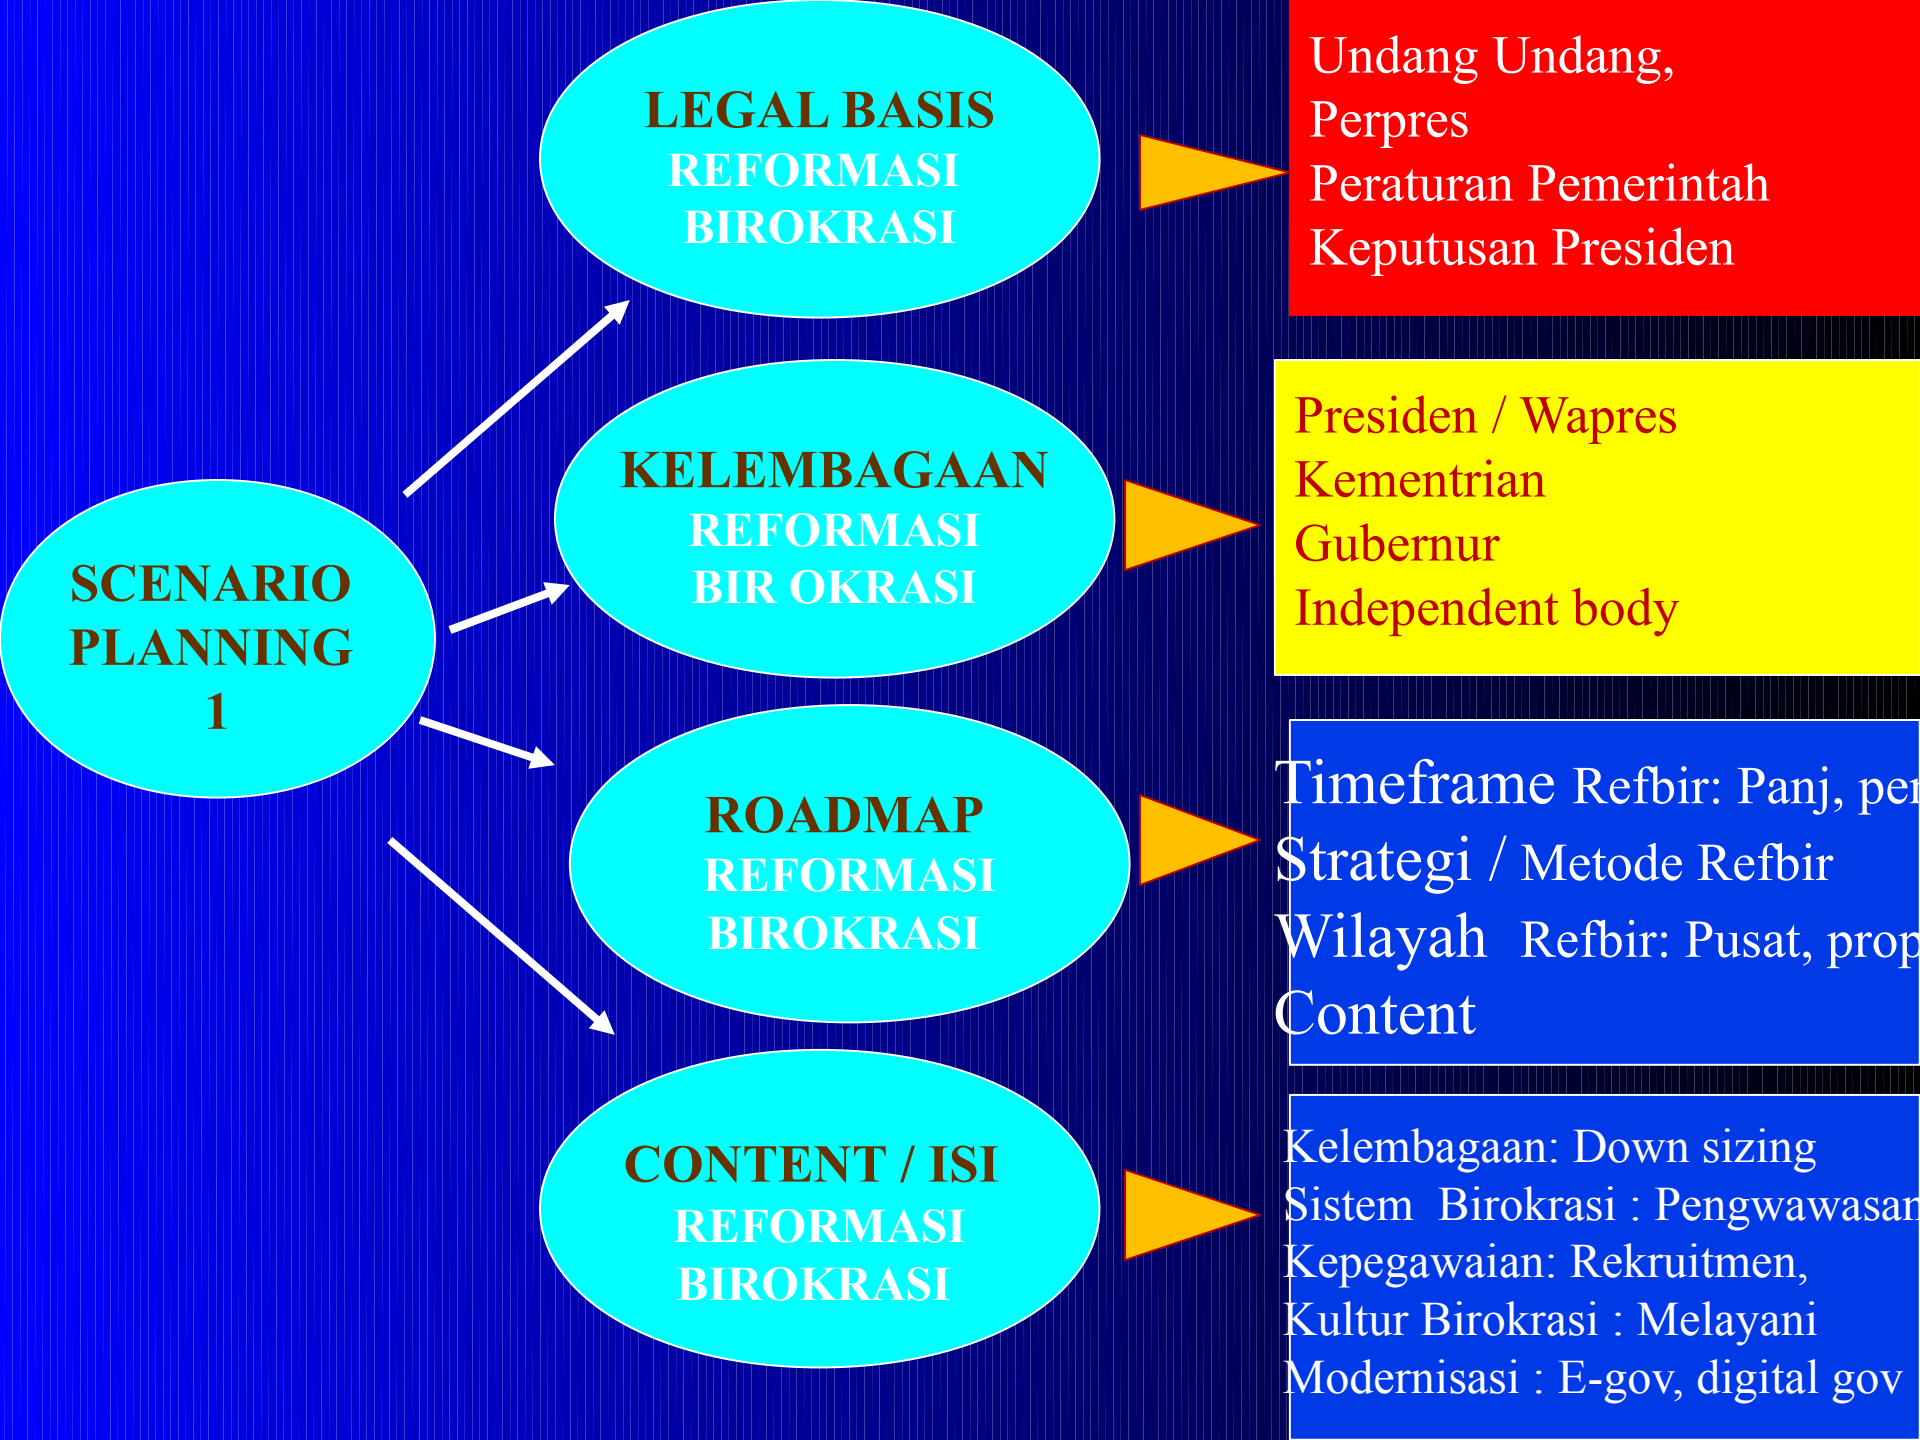 SCENARIO
PLANNING
1
LEGAL BASIS
REFORMASI
BIROKRASI
Undang Undang,
Perpres
Peraturan Pemerintah
Keputusan Presiden
KELEMBAGAAN
REFORMASI
BIR OKRASI
Presiden / Wapres
Kementrian
Gubernur
Independent body
ROADMAP
REFORMASI
BIROKRASI
Timeframe Refbir: Panj,
Strategi / Metode Refbir
Wilayah Refbir: Pusat, prop
Content
CONTENT / ISI
REFORMASI
BIROKRASI
Kelembagaan: Down sizing
Sistem Birokrasi : Pengwawasan
Kepegawaian: Rekruitmen,
Kultur Birokrasi : Melayani
Modernisasi : E-gov, digital gov